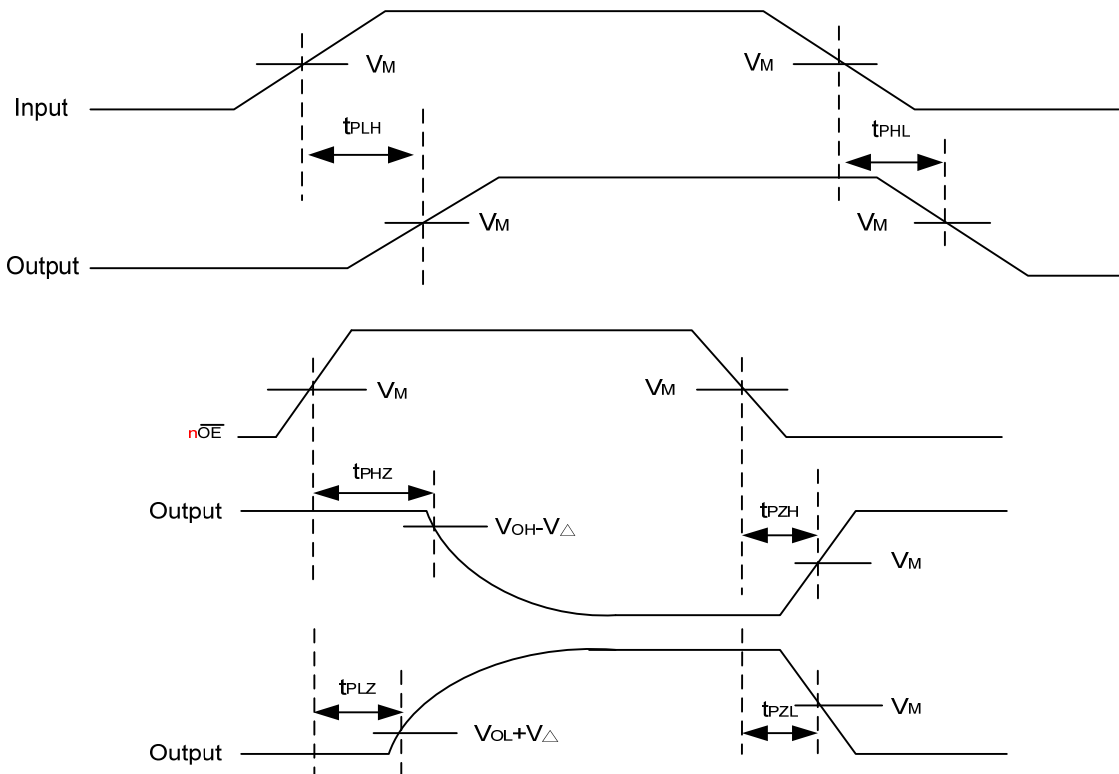 VM
VM
Input
tPLH
tPHL
VM
VM
Output
VM
VM
nOE
tPHZ
Output
VOH-V△
tPZH
VM
tPLZ
VM
tPZL
VOL+V△
Output